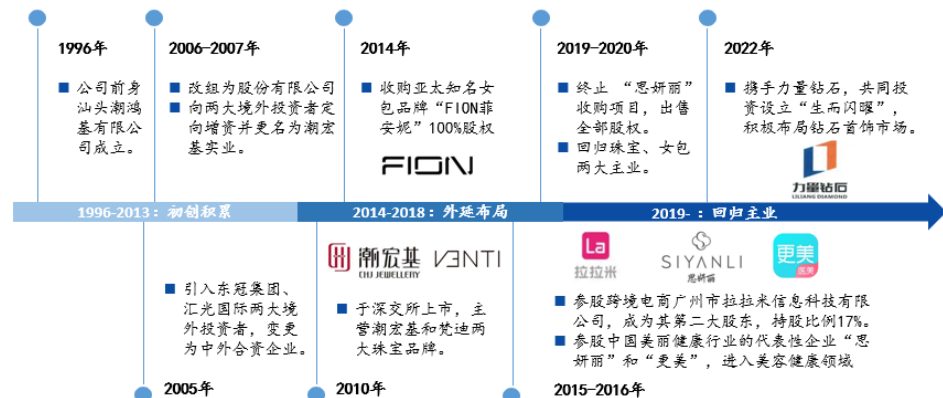 1996年
■ 公司前身
汕头潮鸿
基有限公
司成立。
2006-2007年
■ 改组为股份有限公司
■ 向两大境外投资者定
向增资并更名为潮宏
基实业。
2014年
■ 收购亚太知名女
包品牌“FION菲
安妮”100%股权
FION
2019-2020年
■ 终止 “思妍丽”
收购项目，出售
全部股权。
■ 回归珠宝、女包
两大主业。
2022年
■ 携手力量钻石，共同投
资设立“生而闪曜”，
积极布局钻石首饰市场。
力量钻石
LILIANG DIAMOND
1996-2013：初创积累
2014-2018：外延布局
2019-：回归主业
■ 引入东冠集团、
汇光国际两大境
外投资者，变更
为中外合资企业。
2005年
潮宏基
CHJ JEWELLERY
VENTI
■ 于深交所上市，主
营潮宏基和梵迪两
大珠宝品牌。
2010年
La
拉拉米
SIYANLI
思妍丽
更美
医美
■ 参股跨境电商广州市拉拉米信息科技有限
公司，成为其第二大股东，持股比例17%。
■ 参股中国美丽健康行业的代表性企业“思
妍丽”和“更美”，进入美容健康领域
2015-2016年